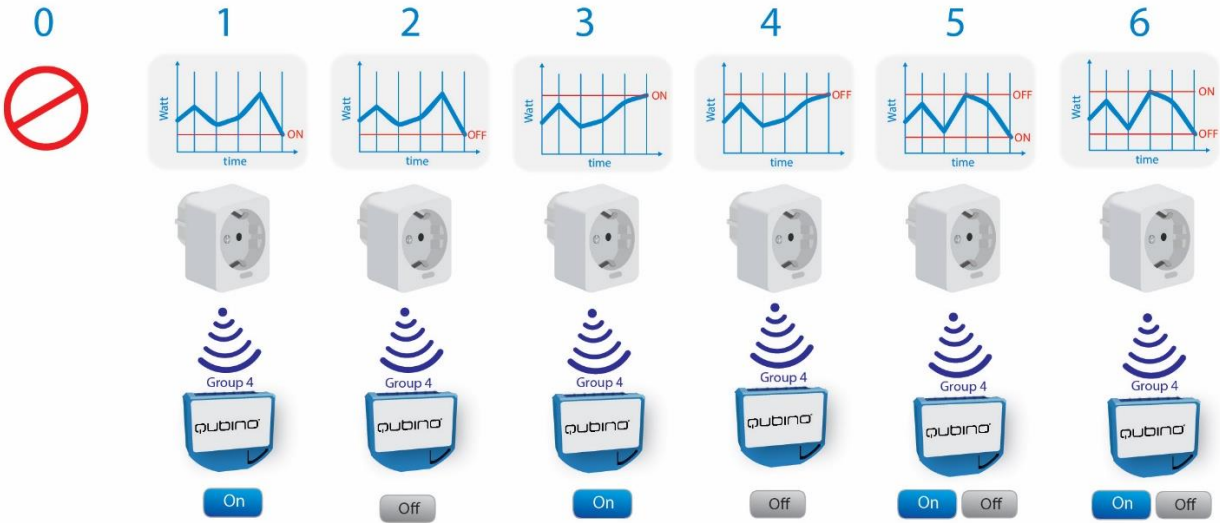 0 1 2 3 4 5 6
Watt
ON
time
Watt
OFF
time
Watt
ON
time
Watt
OFF
time
Watt
OFF
ON
time
Watt
ON
OFF
time
Group 4 Group 4 Group 4 Group 4 Group 4 Group 4
QUBINO QUBINO QUBINO QUBINO QUBINO QUBINO
On Off On Off On Off On Off